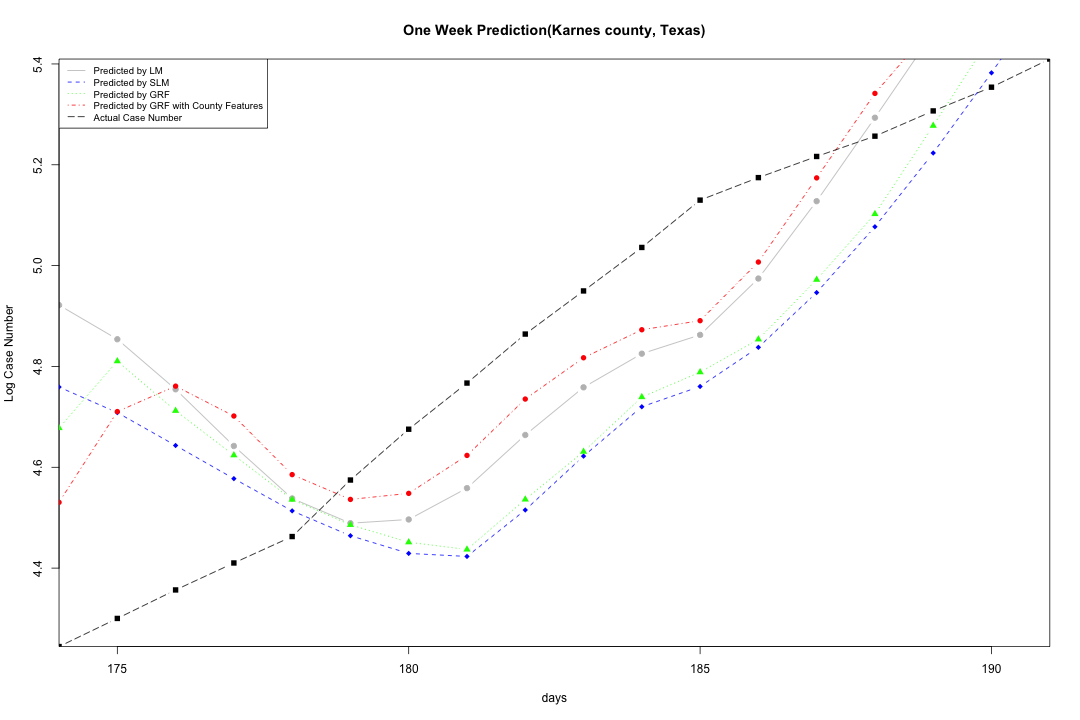 One Week Prediction(Karnes county, Texas)
Predicted by LM
Predicted by SLM
Predicted by GRF
Predicted by GRF with County Features
Actual Case Number
5.4
5.2
5.0
4.8
4.6
4.4
Log Case Number
175
180
185
190
days